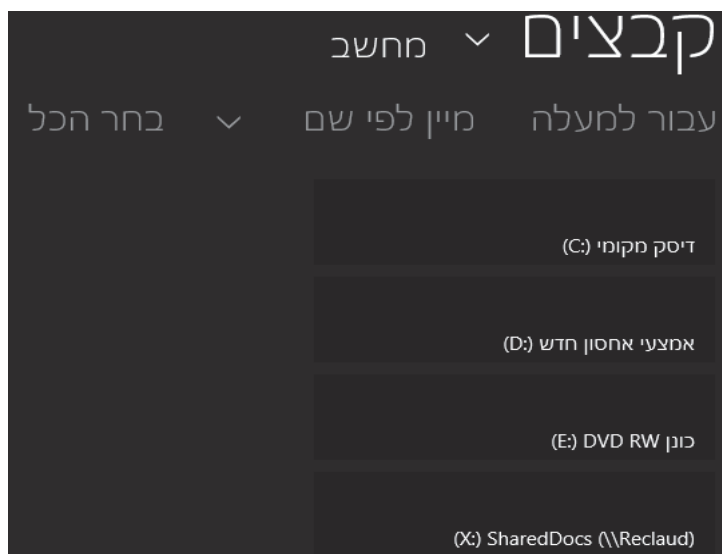 קבצים מחשב
עבור למעלה מיין לפי שם בחר הכל
דיסק מקומי (C:)
אמצעי אחסון חדש (D:)
כונן DVD RW (E:)
(X:) SharedDocs (\\Reclaud)